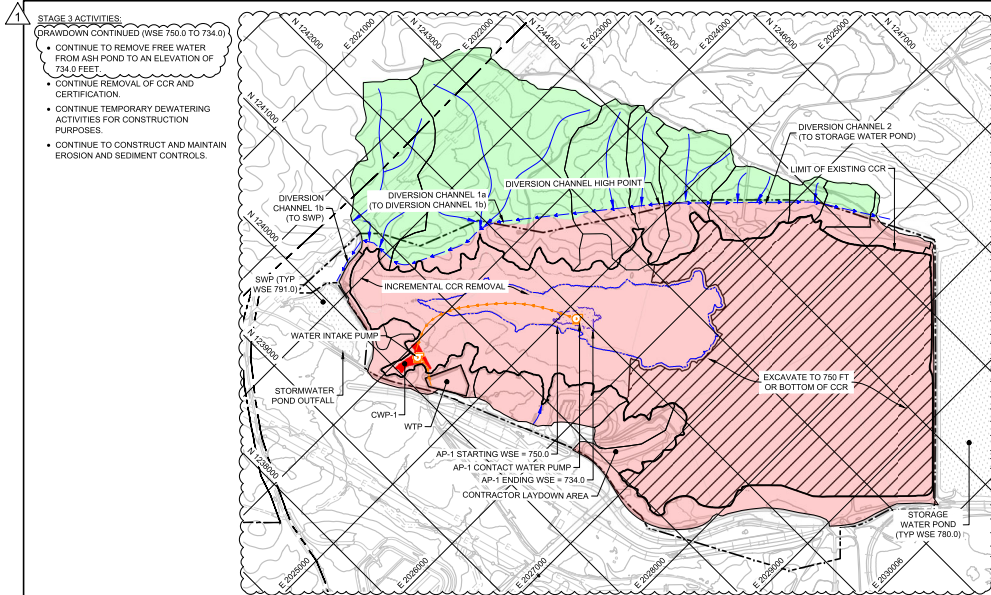 1
STAGE 3 ACTIVITIES:
DRAWDOWN CONTINUED (WSE 750.0 TO 734.0)
• CONTINUE TO REMOVE FREE WATER
FROM ASH POND TO AN ELEVATION OF
734.0 FEET.
• CONTINUE REMOVAL OF CCR AND
CERTIFICATION.
• CONTINUE TEMPORARY DEWATERING
ACTIVITIES FOR CONSTRUCTION
PURPOSES.
• CONTINUE TO CONSTRUCT AND MAINTAIN
EROSION AND SEDIMENT CONTROLS.
N 1242000
E 2021000
N 1243000
E 2022000
N 1244000
E 2023000
N 1245000
E 2024000
N 1246000
E 2025000
N 1247000
N 1241000
N 1240000
N 1239000
N 1238000
DIVERSION CHANNEL 2
(TO STORAGE WATER POND)
LIMIT OF EXISTING CCR
DIVERSION CHANNEL HIGH POINT
DIVERSION CHANNEL 1a
(TO DIVERSION CHANNEL 1b)
DIVERSION
CHANNEL 1b
(TO SWP)
SWP (TYP
WSE 791.0)
INCREMENTAL CCR REMOVAL
WATER INTAKE PUMP
STORMWATER
POND OUTFALL
CWP-1
WTP
EXCAVATE TO 750 FT
OR BOTTOM OF CCR
AP-1 STARTING WSE = 750.0
AP-1 CONTACT WATER PUMP
AP-1 ENDING WSE = 734.0
CONTRACTOR LAYDOWN AREA
STORAGE
WATER POND
(TYP WSE 780.0)
E 2025000
E 2026000
E 2027000
E 2028000
E 2029000
E 2030006